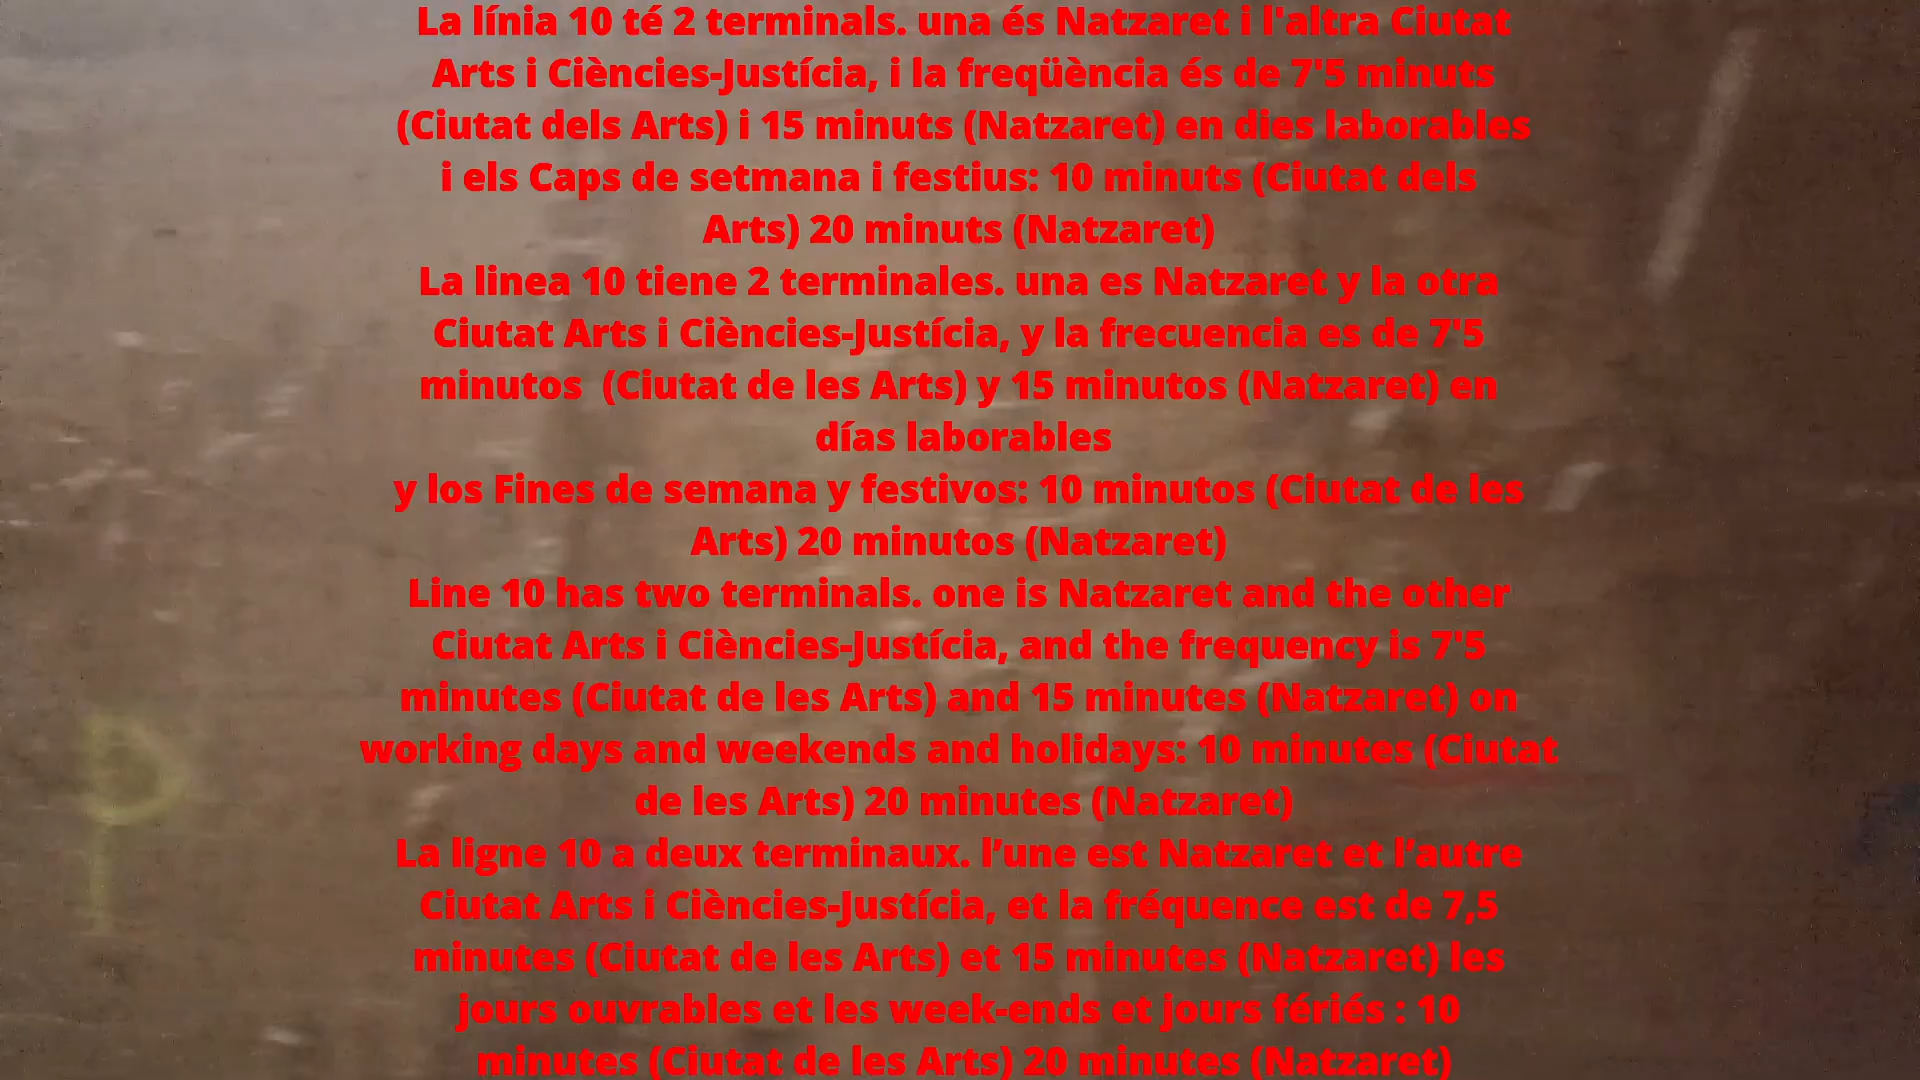 La línia 10 té 2 terminals. una és Natzaret i l'altra Ciutat
Arts i Ciències-Justícia, i la freqüència és de 7'5 minuts
(Ciutat dels Arts) i 15 minuts (Natzaret) en dies laborables
i els Caps de setmana i festius: 10 minuts (Ciutat dels
Arts) 20 minuts (Natzaret)
La linea 10 tiene 2 terminales. una es Natzaret y la otra
Ciutat Arts i Ciències-Justícia, y la frecuencia es de 7'5
minutos  (Ciutat de les Arts) y 15 minutos (Natzaret) en
días laborables
y los Fines de semana y festivos: 10 minutos (Ciutat de les
Arts) 20 minutos (Natzaret)
Line 10 has two terminals. one is Natzaret and the other
Ciutat Arts i Ciències-Justícia, and the frequency is 7'5
minutes (Ciutat de les Arts) and 15 minutes (Natzaret) on
working days and weekends and holidays: 10 minutes (Ciutat
de les Arts) 20 minutes (Natzaret)
La ligne 10 a deux terminaux. l’une est Natzaret et l’autre
Ciutat Arts i Ciències-Justícia, et la fréquence est de 7,5
minutes (Ciutat de les Arts) et 15 minutes (Natzaret) les
jours ouvrables et les week-ends et jours fériés : 10
minutes (Ciutat de les Arts) 20 minutes (Natzaret)